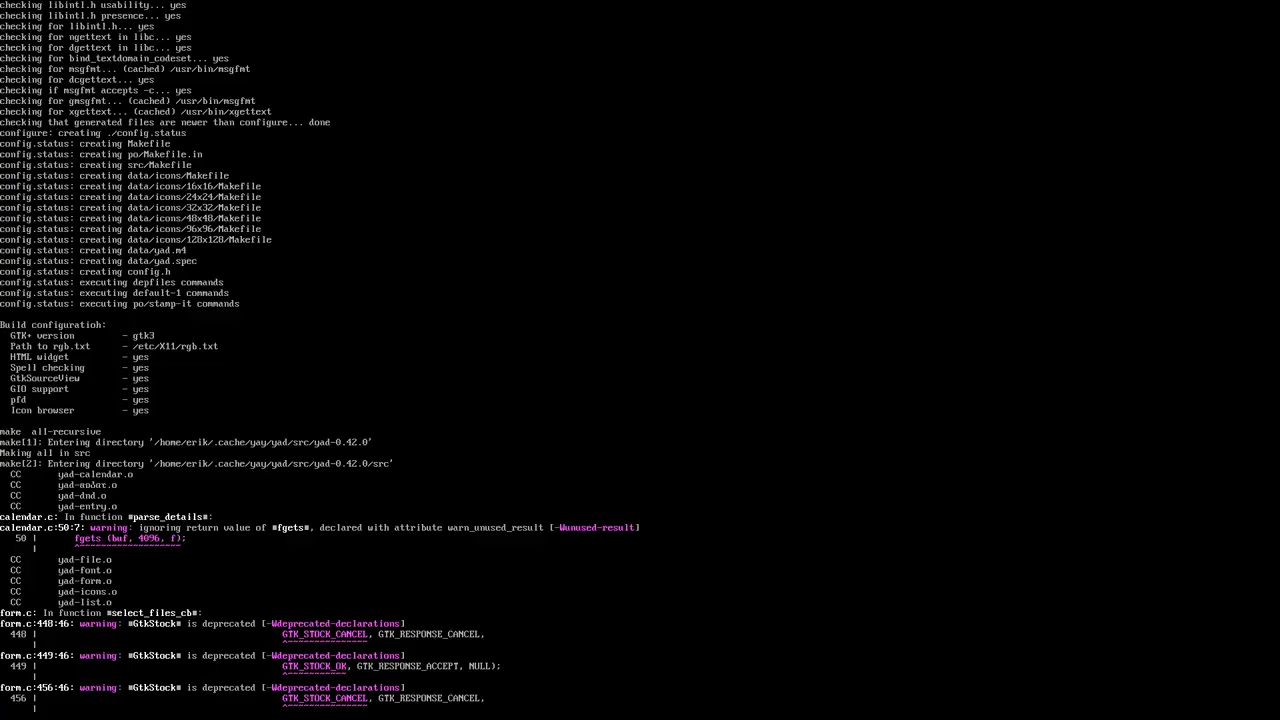 checking libintl.h usability... yes
checking libintl.h presence... yes
checking for libintl.h... yes
checking for ngettext in libc... yes
checking for dgettext in libc... yes
checking for bind_textdomain_codeset... yes
checking for msgfmt... (cached) /usr/bin/msgfmt
checking for dcgettext... yes
checking if msgfmt accepts -c... yes
checking for gmsgfmt... (cached) /usr/bin/msgfmt
checking for xgettext... (cached) /usr/bin/xgettext
checking that generated files are newer than configure... done
configure: creating ./config.status
config.status: creating Makefile
config.status: creating po/Makefile.in
config.status: creating src/Makefile
config.status: creating data/icons/Makefile
config.status: creating data/icons/16x16/Makefile
config.status: creating data/icons/24x24/Makefile
config.status: creating data/icons/32x32/Makefile
config.status: creating data/icons/48x48/Makefile
config.status: creating data/icons/96x96/Makefile
config.status: creating data/icons/128x128/Makefile
config.status: creating data/yad.m4
config.status: creating data/yad.spec
config.status: creating config.h
config.status: executing depfiles commands
config.status: executing default-1 commands
config.status: executing po/stamp-it commands
Build configuratioh:
GTK+ version - gtk3
Path to rgb.txt - /etc/X11/rgb.txt
HTML widget - yes
Spell checking - yes
GtkSourceView - yes
GIO support - yes
pfd - yes
Icon browser - yes
make all-recursive
make[1]: Entering directory '/home/erik/.cache/yay/yad/src/yad-0.42.0'
Making all in src
make[2]: Entering directory '/home/erik/.cache/yay/yad/src/yad-0.42.0/src'
CC yad-calendar.o
CC
CC yad-dnd.o
CC yad-entry.o
calendar.c: In function ■parse_details■:
calendar.c:50:7: warning: ignoring return value of ■fgets■, declared with attribute warn_unused_result [-Wunused-result]
50 | fgets (buf, 4096, f);
| ^~~~~~~~~~~~~~~~~~~~
CC yad-file.o
CC yad-font.o
CC yad-form.o
CC yad-icons.o
CC yad-list.o
form.c: In function ■select_files_cb■:
form.c:448:46: warning: ■GtkStock■ is deprecated [-Wdeprecated-declarations]
448 | GTK_STOCK_CANCEL, GTK_RESPONSE_CANCEL,
| ^~~~~~~~~~~~~~~~
form.c:449:46: warning: ■GtkStock■ is deprecated [-Wdeprecated-declarations]
449 | GTK_STOCK_OK, GTK_RESPONSE_ACCEPT, NULL);
| ^~~~~~~~~~~~
form.c:456:46: warning: ■GtkStock■ is deprecated [-Wdeprecated-declarations]
456 | GTK_STOCK_CANCEL, GTK_RESPONSE_CANCEL,
| ^~~~~~~~~~~~~~~~